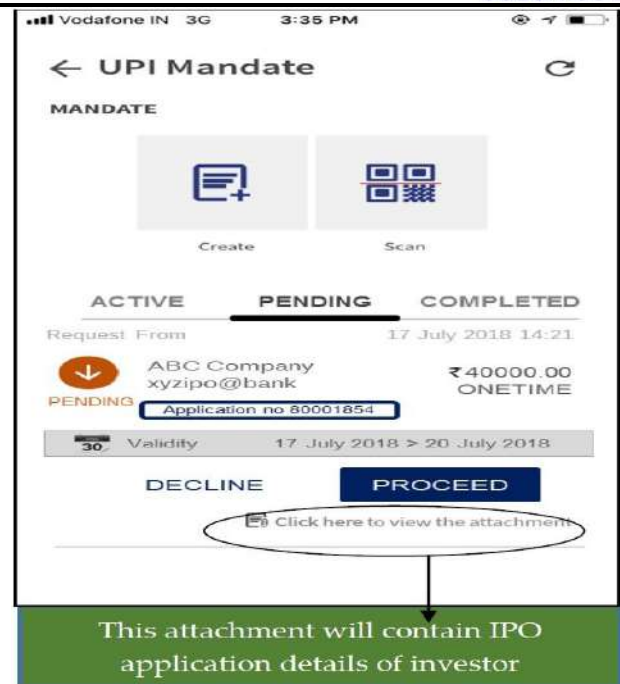 Vodafone IN 3G 3:35 PM
← UPI Mandate
MANDATE
Create Scan
ACTIVE PENDING COMPLETED
Request From 17 July 2018 14:21
ABC Company ₹40000.00
xyzipo@bank ONETIME
PENDING
Application no 80001854
30 Validity 17 July 2018 > 20 July 2018
DECLINE PROCEED
Click here to view the attachment
This attachment will contain IPO
application details of investor